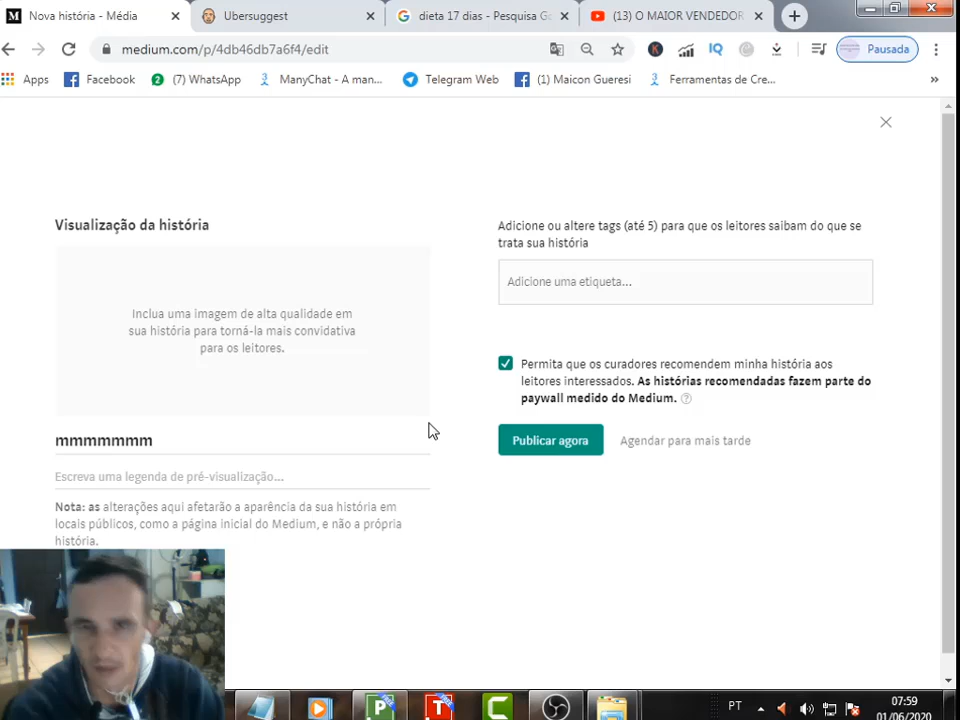 Nova história - Média
Ubersuggest
dieta 17 dias - Pesquisa Go
(13) O MAIOR VENDEDOR
medium.com/p/4db46db7a6f4/edit
Pausada
Apps
Facebook
(7) WhatsApp
ManyChat - A man...
Telegram Web
(1) Maicon Gueresi
Ferramentas de Cre...
Visualização da história
Inclua uma imagem de alta qualidade em
sua história para torná-la mais convidativa
para os leitores.
mmmmmmm
Escreva uma legenda de pré-visualização...
Nota: as alterações aqui afetarão a aparência da sua história em
locais públicos, como a página inicial do Medium, e não a própria
história.
Adicione ou altere tags (até 5) para que os leitores saibam do que se
trata sua história
Adicione uma etiqueta...
Permita que os curadores recomendem minha história aos
leitores interessados. As histórias recomendadas fazem parte do
paywall medido do Medium.
Publicar agora
Agendar para mais tarde
PT
07:59
01/06/2020